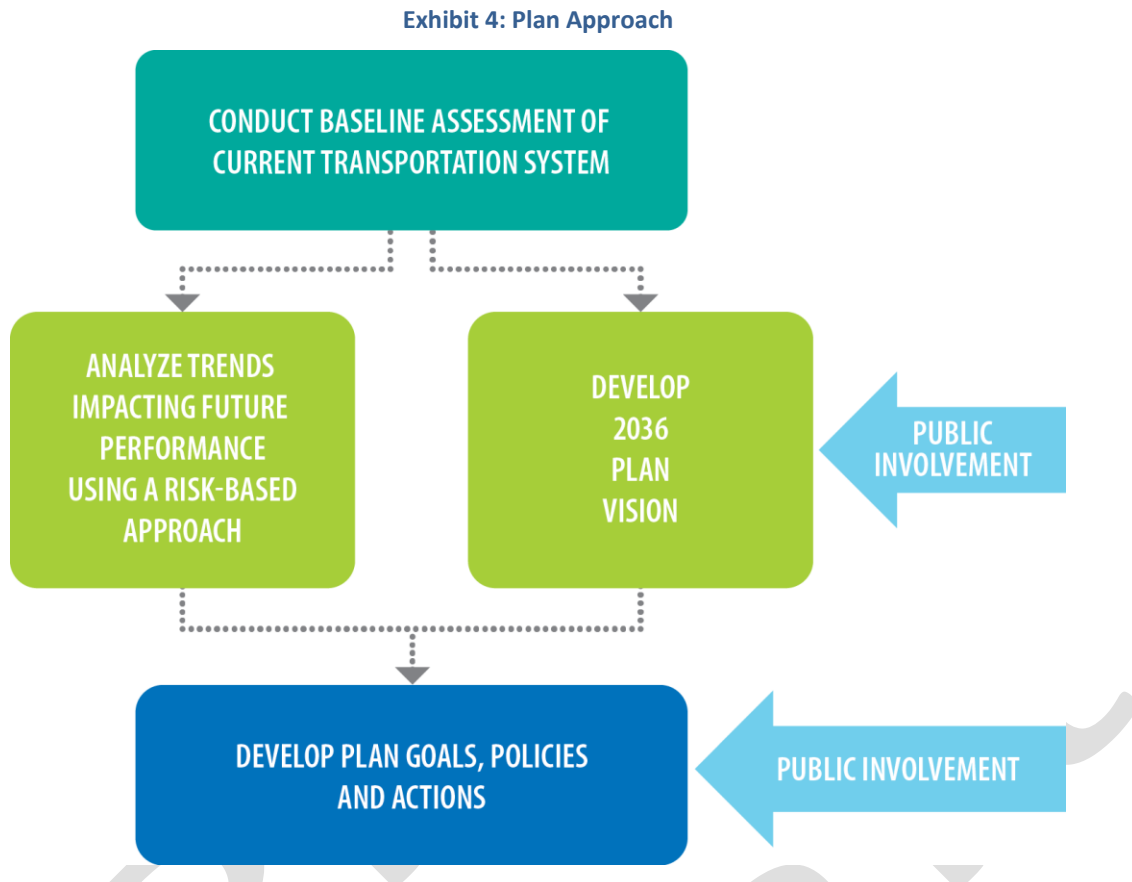 Exhibit 4: Plan Approach
CONDUCT BASELINE ASSESSMENT OF
CURRENT TRANSPORTATION SYSTEM
ANALYZE TRENDS
IMPACTING FUTURE
PERFORMANCE
USING A RISK-BASED
APPROACH
DEVELOP
2036
PLAN
VISION
PUBLIC
INVOLVEMENT
DEVELOP PLAN GOALS, POLICIES
AND ACTIONS
PUBLIC INVOLVEMENT